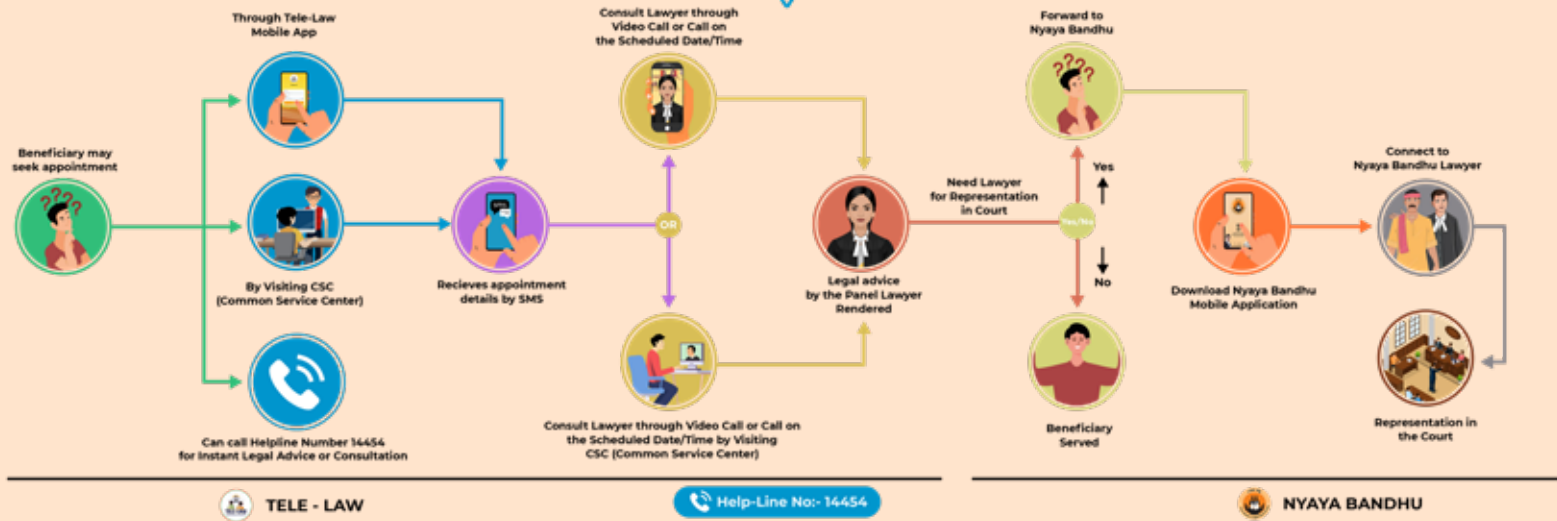 Beneficiary may
seek appointment
Through Tele-Law
Mobile App
By Visiting CSC
(Common Service Center)
Can call Helpline Number 14454
for Instant Legal Advice or Consultation
Recieves appointment
details by SMS
Consult Lawyer through
Video Call or Call on
the Scheduled Date/Time
OR
Consult Lawyer through Video Call or Call on
the Scheduled Date/Time by Visiting
CSC (Common Service Center)
Legal advice
by the Panel Lawyer
Rendered
Need Lawyer
for Representation
in Court
Yes/No
Yes
No
Forward to
Nyaya Bandhu
Beneficiary
Served
Download Nyaya Bandhu
Mobile Application
Connect to
Nyaya Bandhu Lawyer
Representation in
the Court
TELE - LAW
Help-Line No:- 14454
NYAYA BANDHU